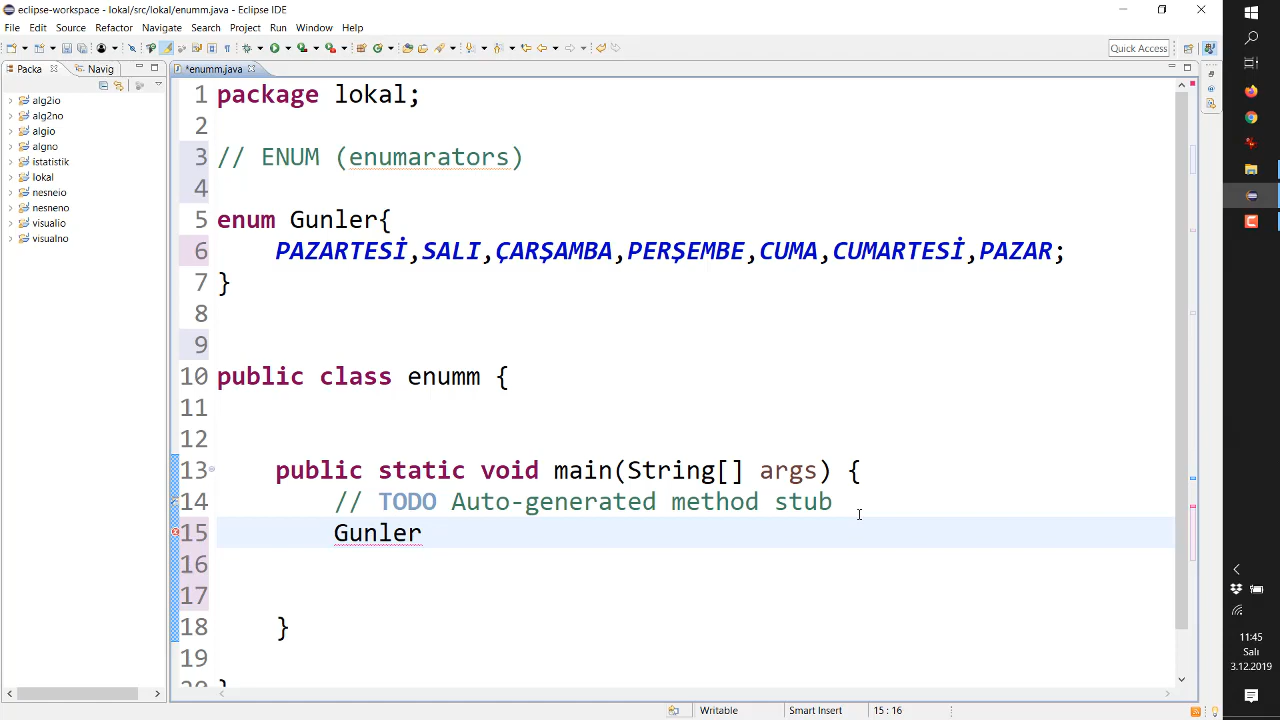 eclipse-workspace - lokal/src/lokal/enumm.java - Eclipse IDE
File Edit Source Refactor Navigate Search Project Run Window Help
Quick Access
Packa Navig *enumm.java
alg2io
alg2no
algio
algno
istatistik
lokal
nesneio
nesneno
visualio
visualno
1 package lokal;
2
3 // ENUM (enumarators)
4
5 enum Gunler{
6 PAZARTESİ,SALI,ÇARŞAMBA,PERŞEMBE,CUMA,CUMARTESİ,PAZAR;
7 }
8
9
10 public class enumm {
11
12
13 public static void main(String[] args) {
14 // TODO Auto-generated method stub
15 Gunler
16
17
18 }
19
20 }
Writable Smart Insert 15 : 16
11:45
Salı
3.12.2019